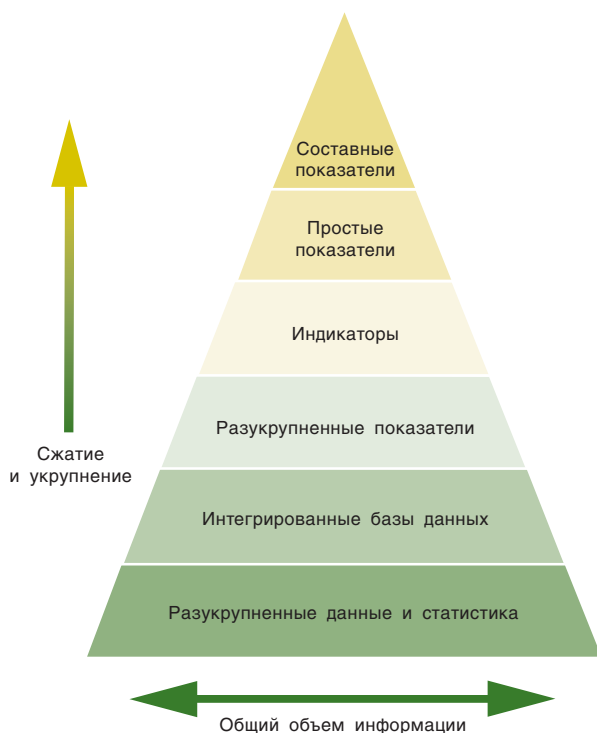 Составные
показатели
Простые
показатели
Индикаторы
Разукрупненные показатели
Сжатие
и укрупнение
Интегрированные базы данных
Разукрупненные данные и статистика
Общий объем информации